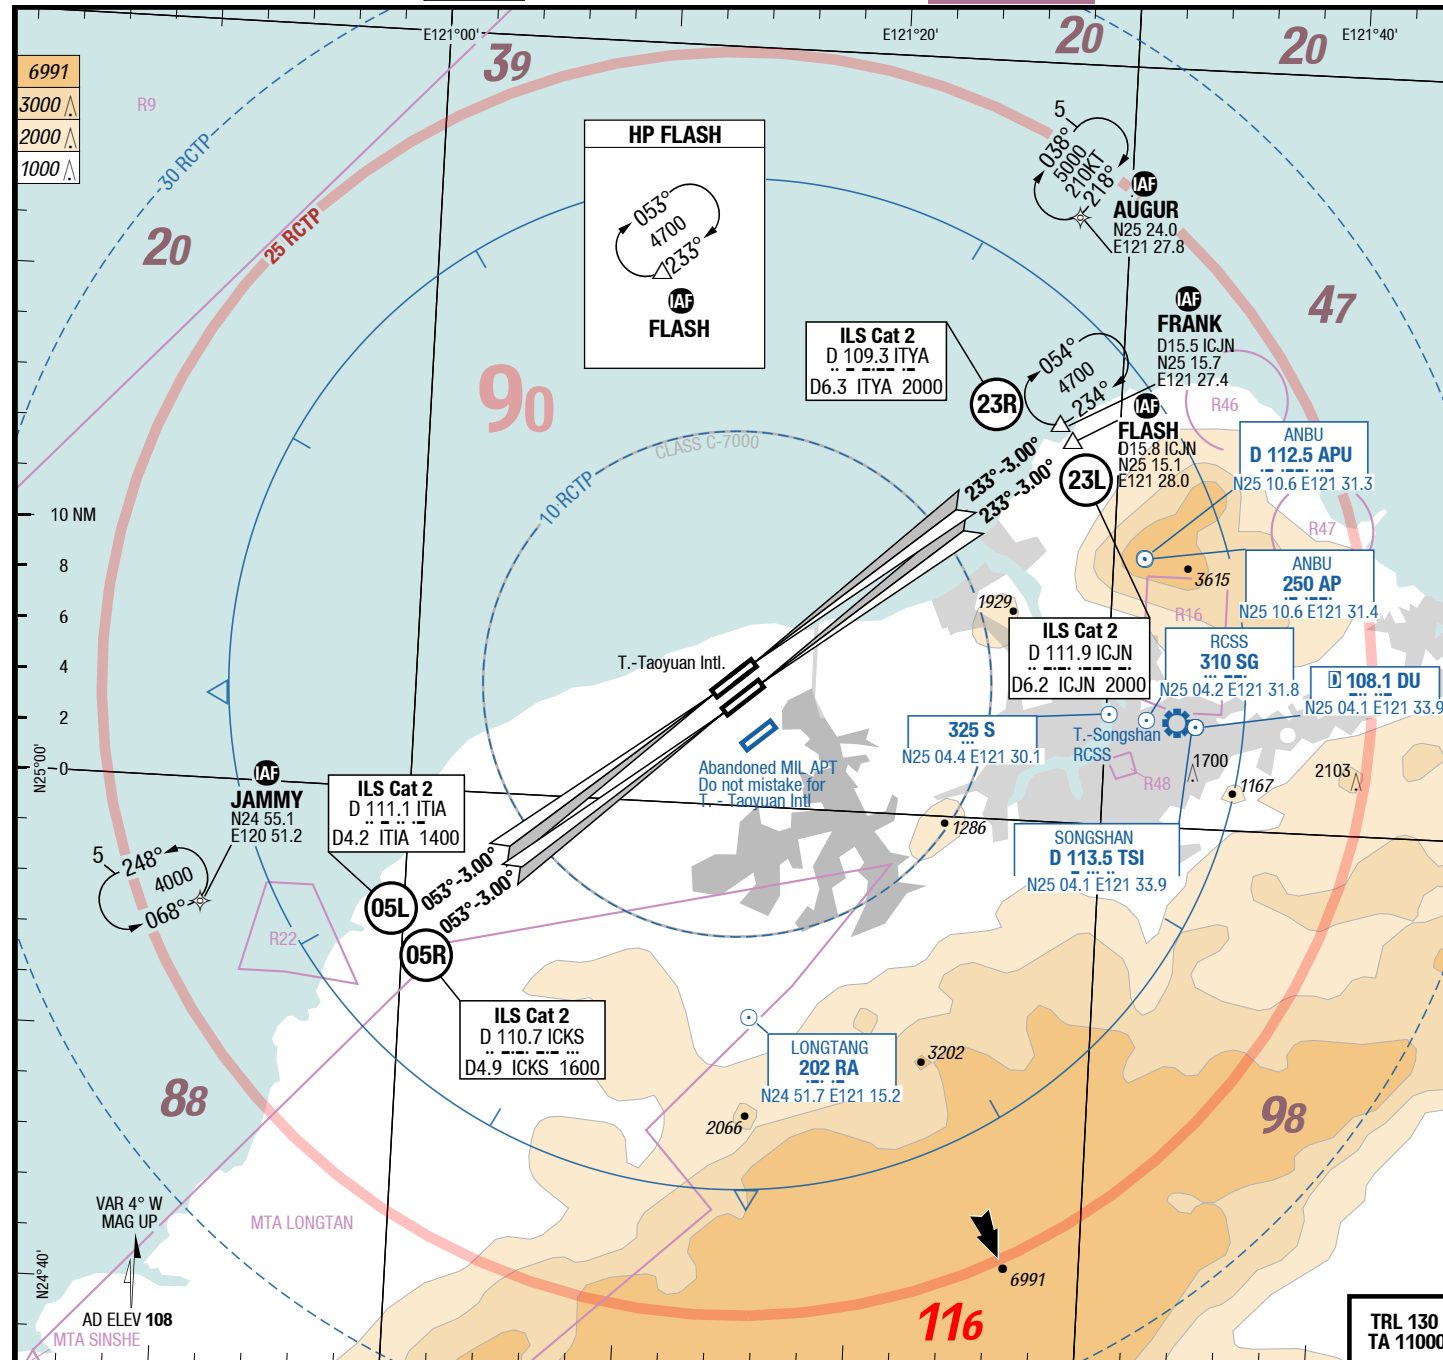 E121°00'
E121°20'
E121°40'
39
20
20
6991
3000
2000
1000
R9
30 RCTP
20
25 RCTP
HP FLASH
053°
4700
233°
IAF
FLASH
5
038°
5000
210KT
218°
IAF
AUGUR
N25 24.0
E121 27.8
47
IAF
FRANK
D15.5 ICJN
N25 15.7
E121 27.4
ILS Cat 2
D 109.3 ITYA
D6.3 ITYA 2000
054°
4700
234°
23R
R46
IAF
FLASH
D15.8 ICJN
N25 15.1
E121 28.0
90
CLASS C-7000
10 RCTP
233°-3.00°
233°-3.00°
23L
ANBU
D 112.5 APU
N25 10.6 E121 31.3
R47
10 NM
8
6
4
2
0
N25°00'
3615
ANBU
250 AP
N25 10.6 E121 31.4
1929
R16
ILS Cat 2
D 111.9 ICJN
D6.2 ICJN 2000
RCSS
310 SG
N25 04.2 E121 31.8
D 108.1 DU
N25 04.1 E121 33.9
T.-Taoyuan Intl.
325 S
N25 04.4 E121 30.1
T.-Songshan
RCSS
Abandoned MIL APT
Do not mistake for
T. - Taoyuan Intl
R48
1700
1167
2103
IAF
JAMMY
N24 55.1
E120 51.2
ILS Cat 2
D 111.1 ITIA
D4.2 ITIA 1400
1286
SONGSHAN
D 113.5 TSI
N25 04.1 E121 33.9
5
248°
4000
068°
053°-3.00°
053°-3.00°
05L
05R
R22
ILS Cat 2
D 110.7 ICKS
D4.9 ICKS 1600
LONGTANG
202 RA
N24 51.7 E121 15.2
3202
2066
88
98
VAR 4° W
MAG UP
MTA LONGTAN
N24°40'
6991
116
AD ELEV 108
MTA SINSHE
TRL 130
TA 11000